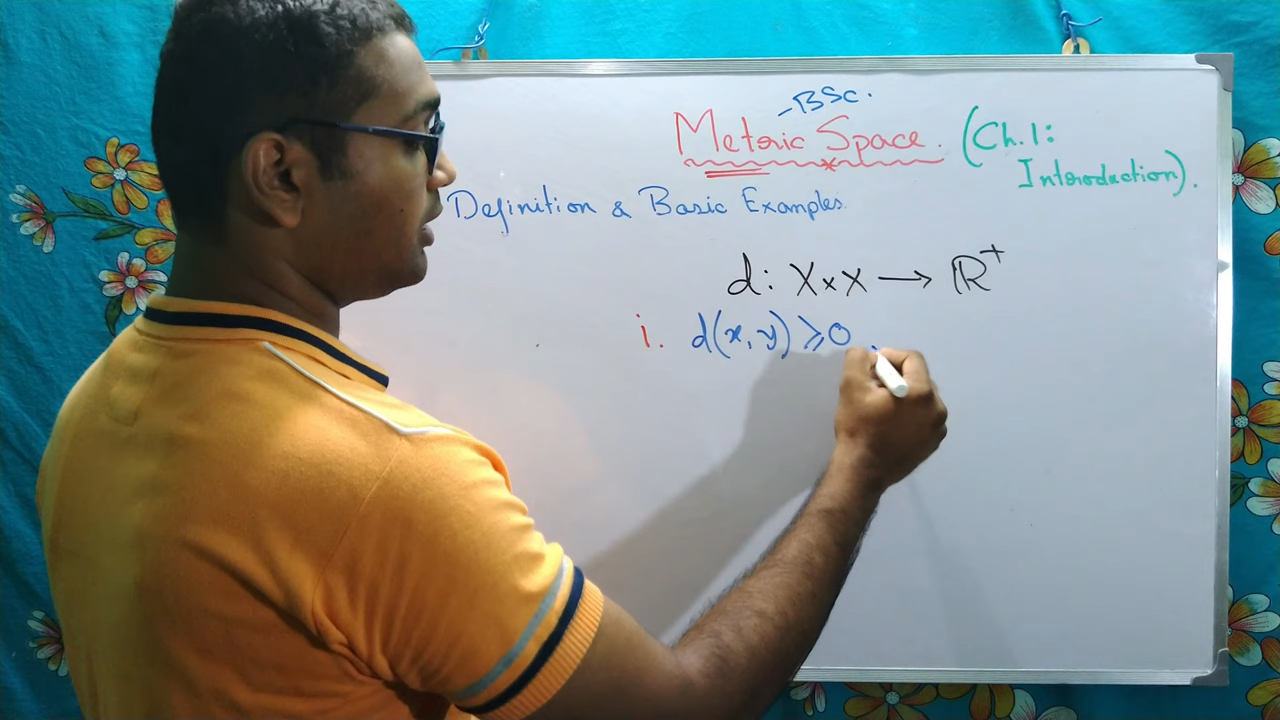 -BSc.
Metric Space. (Ch.1:
Introduction).
Definition & Basic Examples.
d: X×X → ℝ⁺
i. d(x, y) ⩾ 0